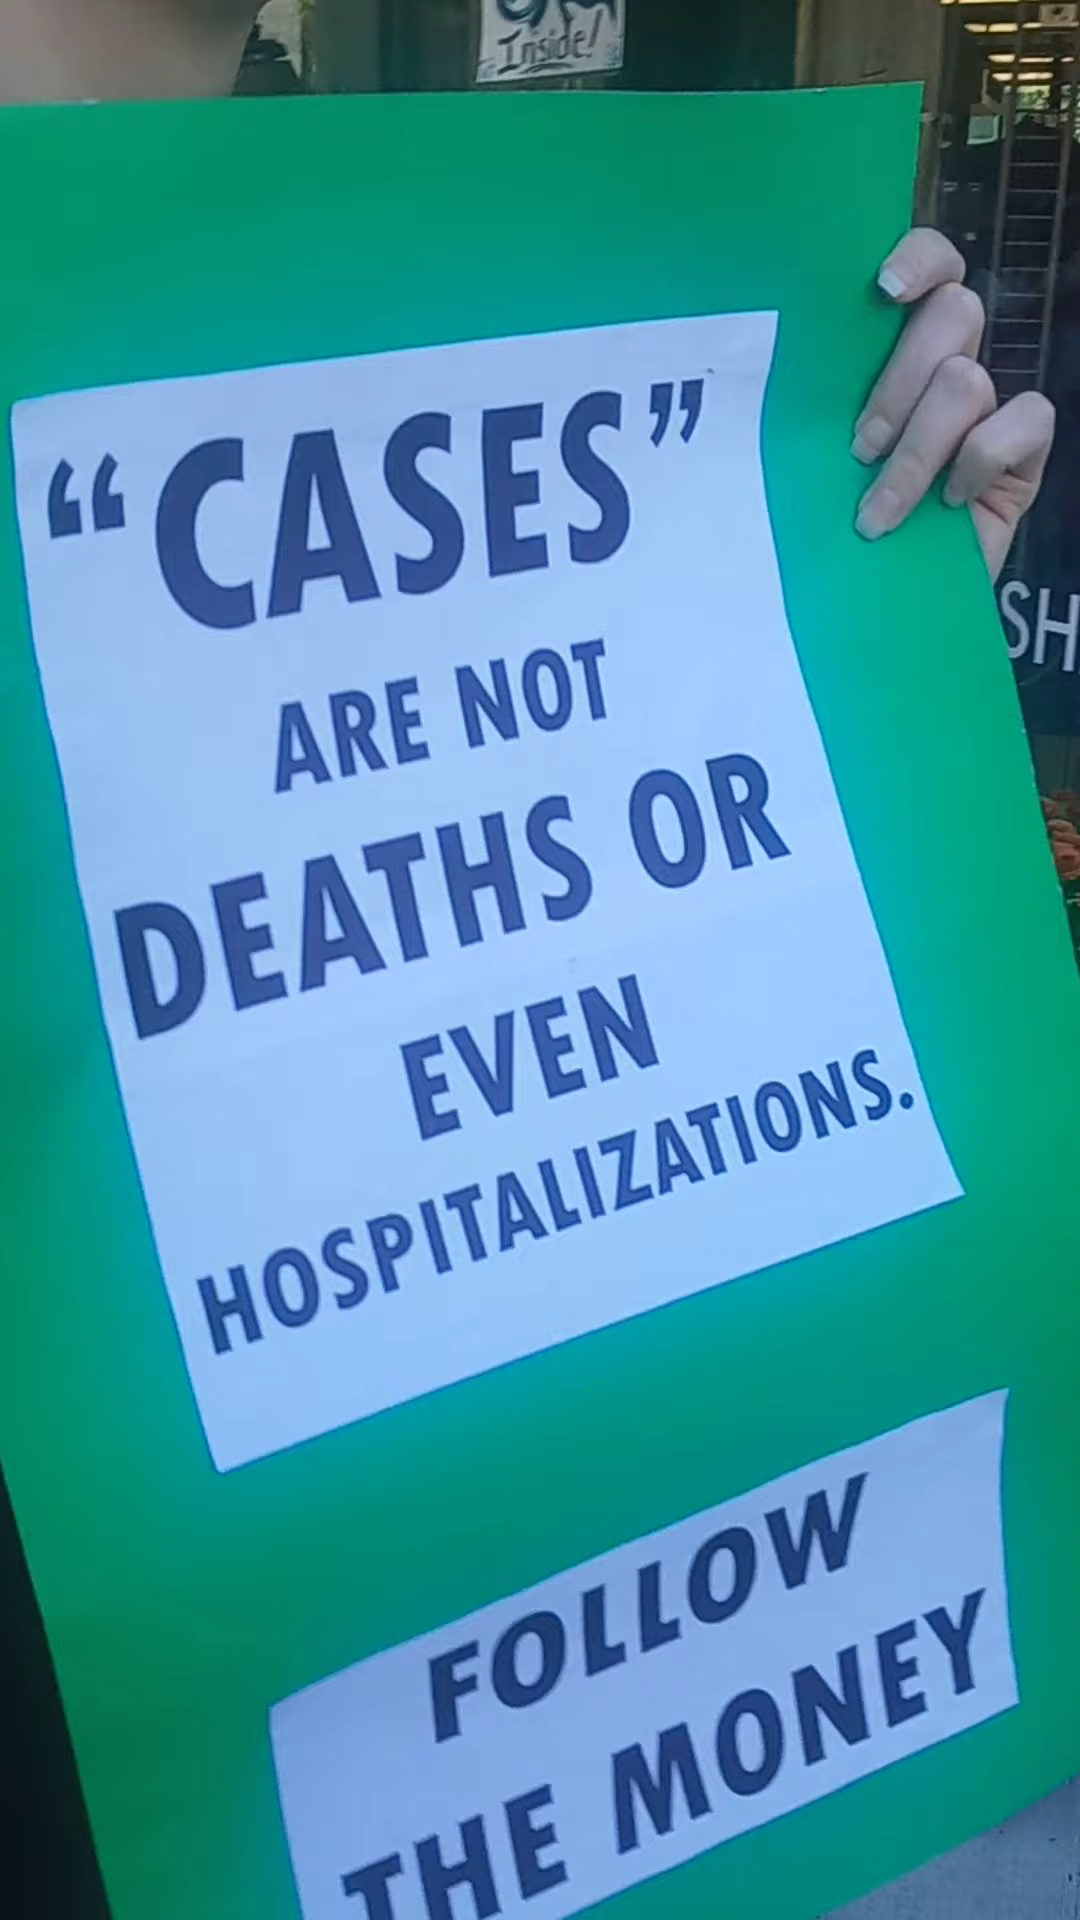 Inside!
“CASES”
ARE NOT
DEATHS OR
EVEN
HOSPITALIZATIONS.
SH
FOLLOW
THE MONEY